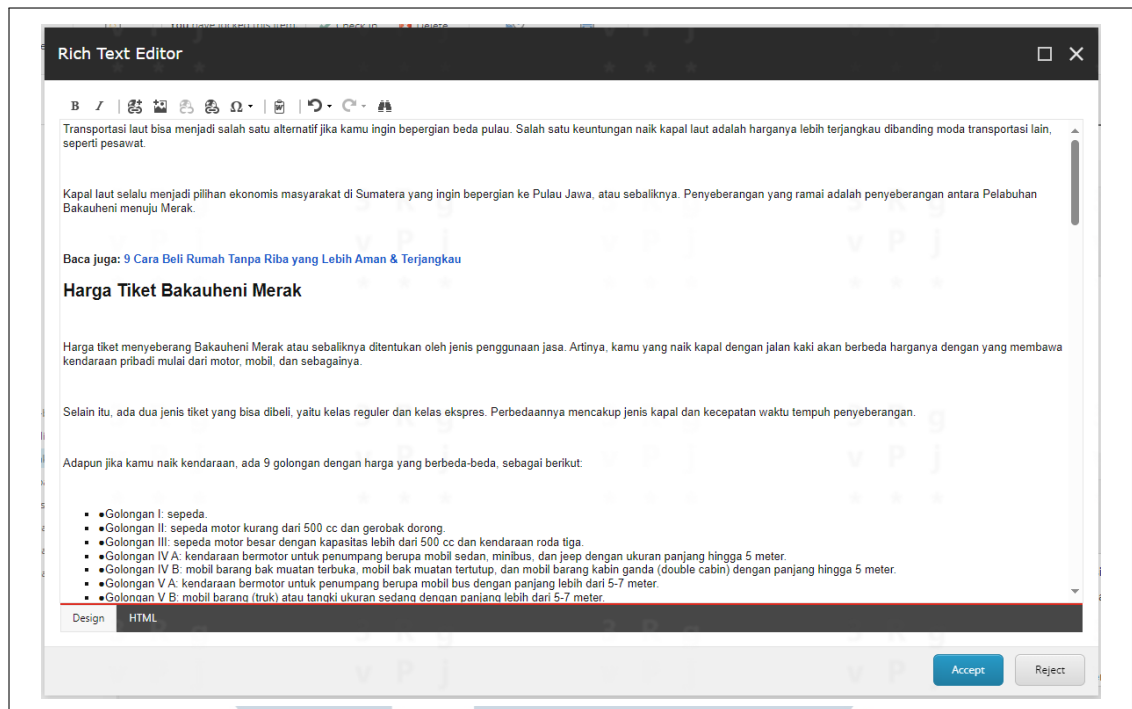 You have locked this item. Check in Delete
Rich Text Editor
B I Ω
Transportasi laut bisa menjadi salah satu alternatif jika kamu ingin bepergian beda pulau. Salah satu keuntungan naik kapal laut adalah harganya lebih terjangkau dibanding moda transportasi lain,
seperti pesawat.
Kapal laut selalu menjadi pilihan ekonomis masyarakat di Sumatera yang ingin bepergian ke Pulau Jawa, atau sebaliknya. Penyeberangan yang ramai adalah penyeberangan antara Pelabuhan
Bakauheni menuju Merak.
Baca juga: 9 Cara Beli Rumah Tanpa Riba yang Lebih Aman & Terjangkau
Harga Tiket Bakauheni Merak
Harga tiket menyeberang Bakauheni Merak atau sebaliknya ditentukan oleh jenis penggunaan jasa. Artinya, kamu yang naik kapal dengan jalan kaki akan berbeda harganya dengan yang membawa
kendaraan pribadi mulai dari motor, mobil, dan sebagainya.
Selain itu, ada dua jenis tiket yang bisa dibeli, yaitu kelas reguler dan kelas ekspres. Perbedaannya mencakup jenis kapal dan kecepatan waktu tempuh penyeberangan.
Adapun jika kamu naik kendaraan, ada 9 golongan dengan harga yang berbeda-beda, sebagai berikut:
▪ ●Golongan I: sepeda.
▪ ●Golongan II: sepeda motor kurang dari 500 cc dan gerobak dorong.
▪ ●Golongan III: sepeda motor besar dengan kapasitas lebih dari 500 cc dan kendaraan roda tiga.
▪ ●Golongan IV A: kendaraan bermotor untuk penumpang berupa mobil sedan, minibus, dan jeep dengan ukuran panjang hingga 5 meter.
▪ ●Golongan IV B: mobil barang bak muatan terbuka, mobil bak muatan tertutup, dan mobil barang kabin ganda (double cabin) dengan panjang hingga 5 meter.
▪ ●Golongan V A: kendaraan bermotor untuk penumpang berupa mobil bus dengan panjang lebih dari 5-7 meter.
▪ ●Golongan V B: mobil barang (truk) atau tangki ukuran sedang dengan panjang lebih dari 5-7 meter.
Design HTML
Accept Reject